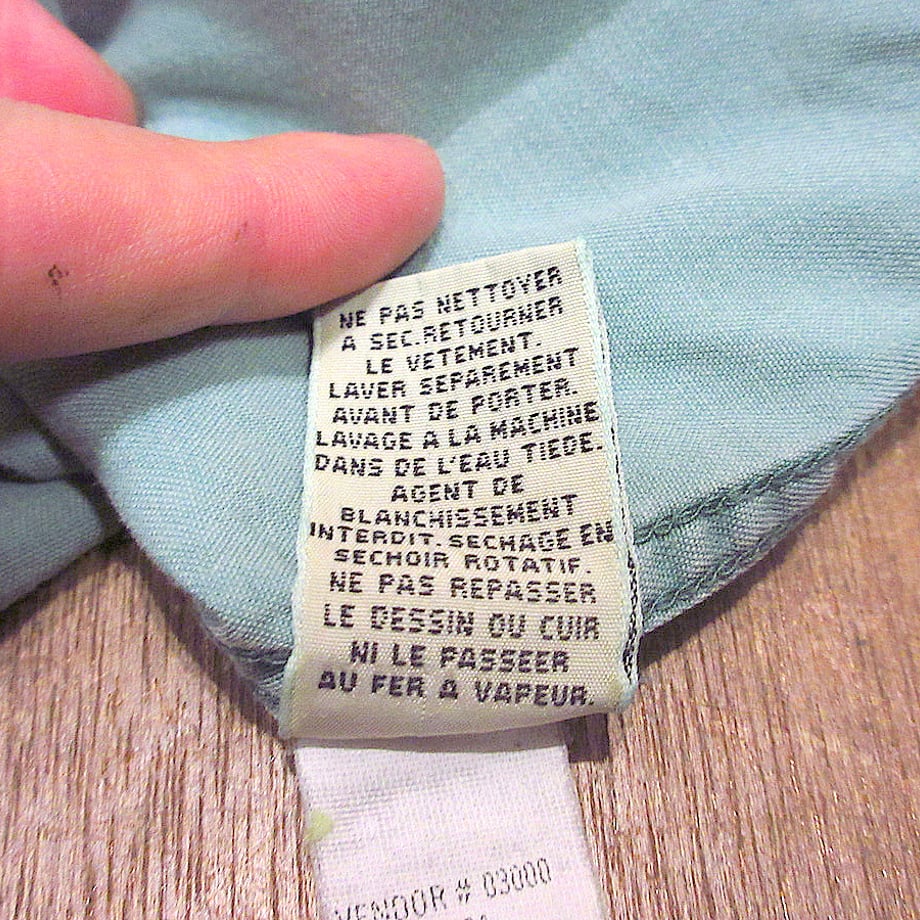 NE PAS NETTOYER
A SEC.RETOURNER
LE VETEMENT.
LAVER SEPAREMENT
AVANT DE PORTER.
LAVAGE A LA MACHINE
DANS DE L'EAU TIEDE.
AGENT DE
BLANCHISSEMENT
INTERDIT. SECHAGE EN
SECHOIR ROTATIF.
NE PAS REPASSER
LE DESSIN OU CUIR
NI LE PASSEER
AU FER A VAPEUR.
VENDOR # 03000